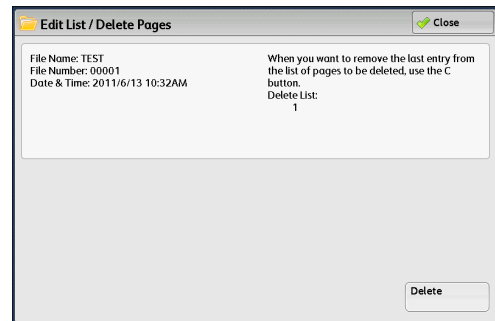 Edit List / Delete Pages
Close
File Name: TEST
File Number: 00001
Date & Time: 2011/6/13 10:32AM
When you want to remove the last entry from
the list of pages to be deleted, use the C
button.
Delete List:
1
Delete